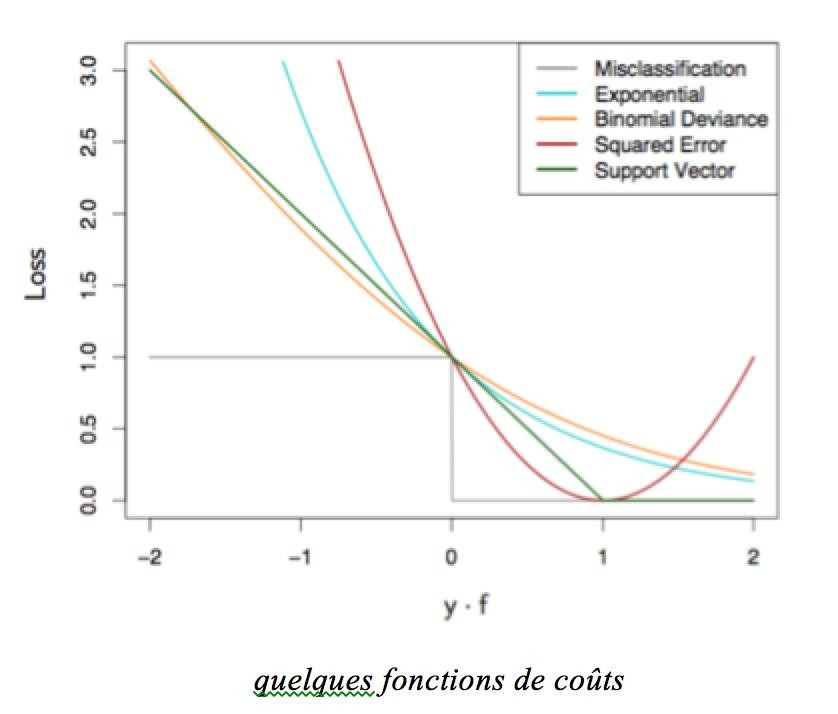 Misclassification
Exponential
Binomial Deviance
Squared Error
Support Vector
3.0
2.5
2.0
1.5
1.0
0.5
0.0
Loss
−2 −1 0 1 2
y · f
quelques fonctions de coûts